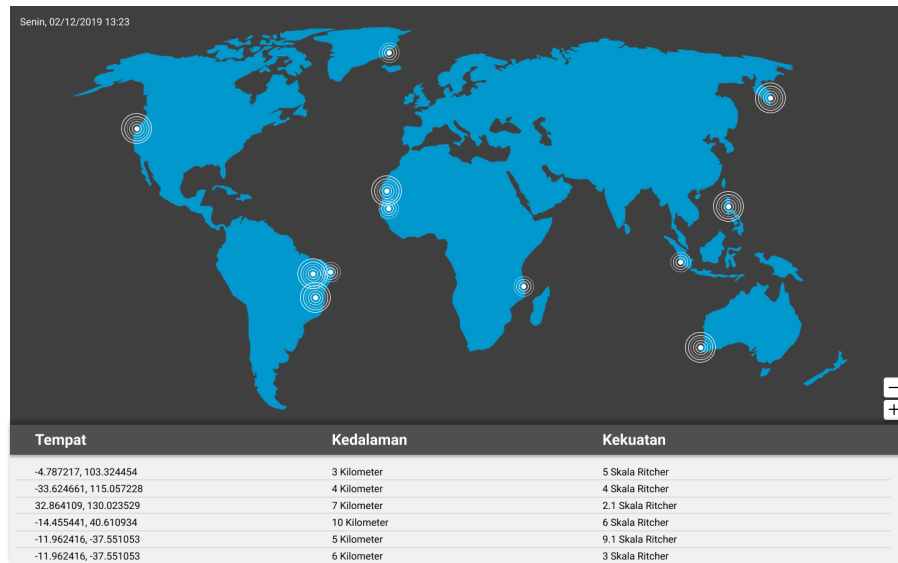 Senin, 02/12/2019 13:23
−
+
Tempat Kedalaman Kekuatan
-4.787217, 103.324454 3 Kilometer 5 Skala Ritcher
-33.624661, 115.057228 4 Kilometer 4 Skala Ritcher
32.864109, 130.023529 7 Kilometer 2.1 Skala Ritcher
-14.455441, 40.610934 10 Kilometer 6 Skala Ritcher
-11.962416, -37.551053 5 Kilometer 9.1 Skala Ritcher
-11.962416, -37.551053 6 Kilometer 3 Skala Ritcher